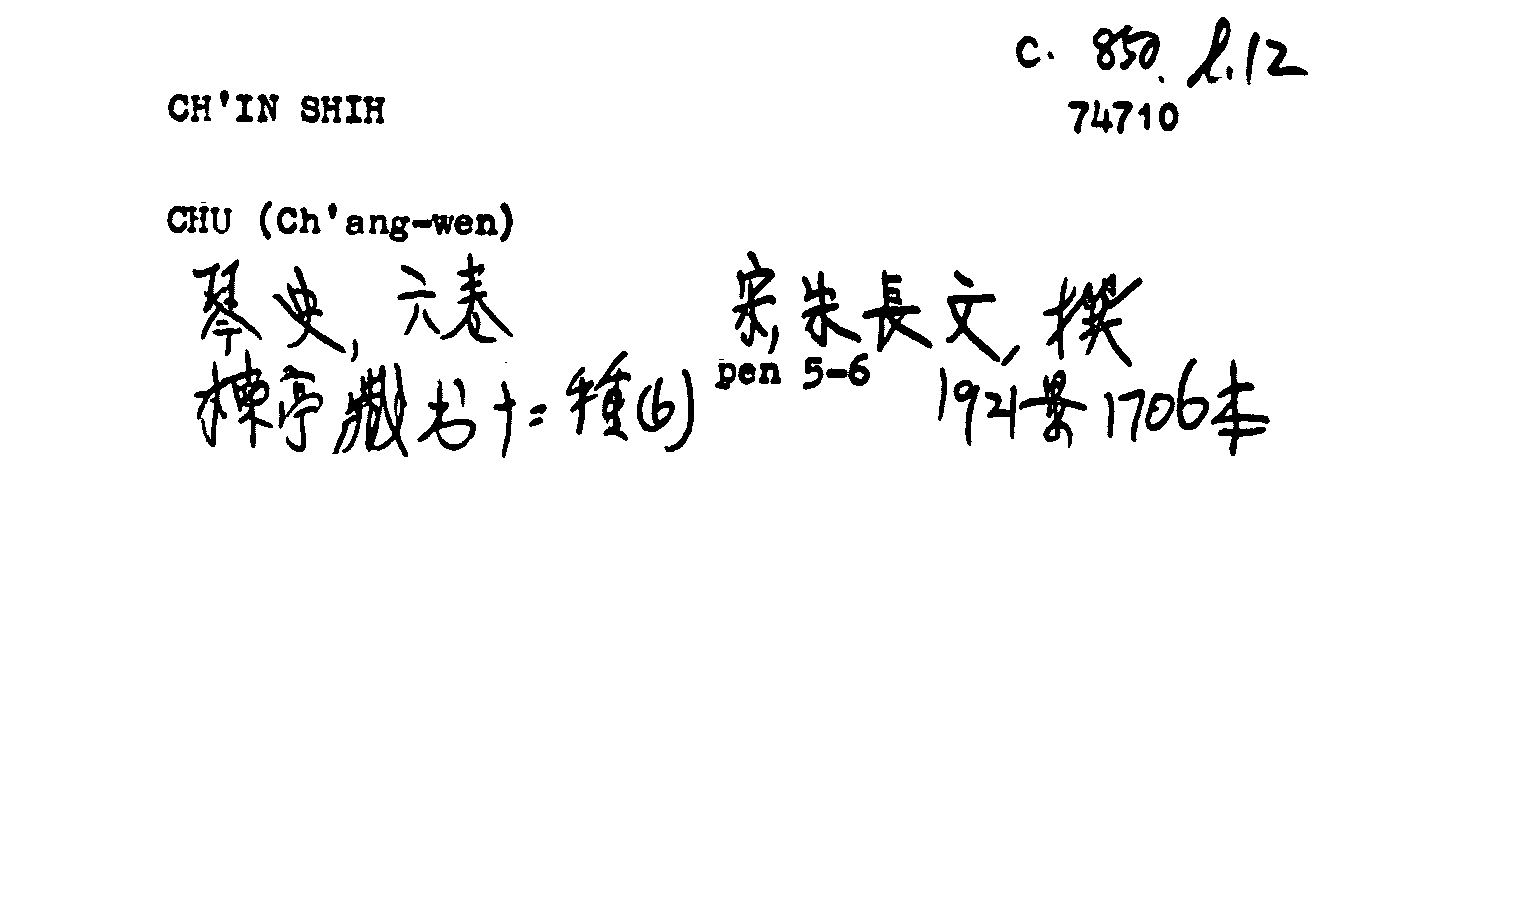 C. 850. l.12
CH'IN SHIH
74710
CHU (Ch'ang-wen)
琴史, 六卷 宋, 朱長文, 撰
pen 5-6
楝亭藏书十二種(6) 1921景1706本